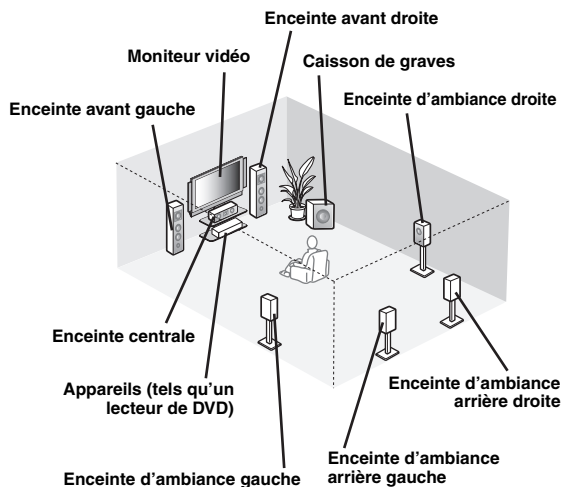 Enceinte avant droite
Moniteur vidéo
Caisson de graves
Enceinte d'ambiance droite
Enceinte avant gauche
Enceinte centrale
Appareils (tels qu'un
lecteur de DVD)
Enceinte d'ambiance
arrière droite
Enceinte d'ambiance gauche
Enceinte d'ambiance
arrière gauche